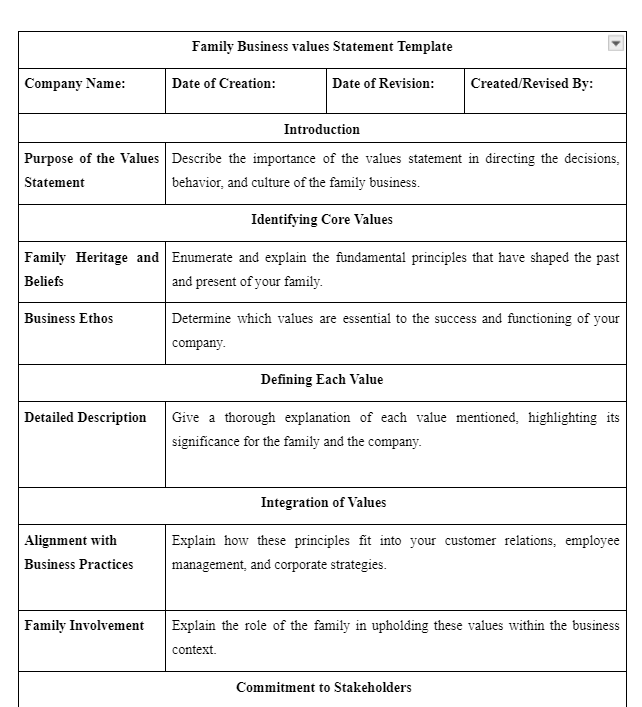 Family Business values Statement Template
Company Name:
Date of Creation:
Date of Revision:
Created/Revised By:
Introduction
Purpose of the Values
Statement
Describe the importance of the values statement in directing the decisions,
behavior, and culture of the family business.
Identifying Core Values
Family Heritage and
Beliefs
Enumerate and explain the fundamental principles that have shaped the past
and present of your family.
Business Ethos
Determine which values are essential to the success and functioning of your
company.
Defining Each Value
Detailed Description
Give a thorough explanation of each value mentioned, highlighting its
significance for the family and the company.
Integration of Values
Alignment with
Business Practices
Explain how these principles fit into your customer relations, employee
management, and corporate strategies.
Family Involvement
Explain the role of the family in upholding these values within the business
context.
Commitment to Stakeholders